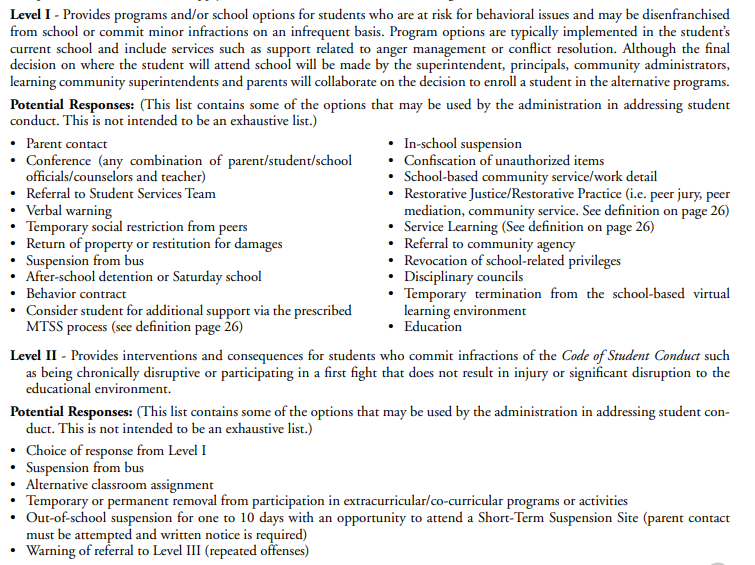 Level I - Provides programs and/or school options for students who are at risk for behavioral issues and may be disenfranchised
from school or commit minor infractions on an infrequent basis. Program options are typically implemented in the student's
current school and include services such as support related to anger management or conflict resolution. Although the final
decision on where the student will attend school will be made by the superintendent, principals, community administrators,
learning community superintendents and parents will collaborate on the decision to enroll a student in the alternative programs.
Potential Responses: (This list contains some of the options that may be used by the administration in addressing student
conduct. This is not intended to be an exhaustive list.)
• Parent contact
• Conference (any combination of parent/student/school
officials/counselors and teacher)
• Referral to Student Services Team
• Verbal warning
• Temporary social restriction from peers
• Return of property or restitution for damages
• Suspension from bus
• After-school detention or Saturday school
• Behavior contract
• Consider student for additional support via the prescribed
MTSS process (see definition page 26)
• In-school suspension
• Confiscation of unauthorized items
• School-based community service/work detail
• Restorative Justice/Restorative Practice (i.e. peer jury, peer
mediation, community service. See definition on page 26)
• Service Learning (See definition on page 26)
• Referral to community agency
• Revocation of school-related privileges
• Disciplinary councils
• Temporary termination from the school-based virtual
learning environment
• Education
Level II - Provides interventions and consequences for students who commit infractions of the Code of Student Conduct such
as being chronically disruptive or participating in a first fight that does not result in injury or significant disruption to the
educational environment.
Potential Responses: (This list contains some of the options that may be used by the administration in addressing student con-
duct. This is not intended to be an exhaustive list.)
• Choice of response from Level I
• Suspension from bus
• Alternative classroom assignment
• Temporary or permanent removal from participation in extracurricular/co-curricular programs or activities
• Out-of-school suspension for one to 10 days with an opportunity to attend a Short-Term Suspension Site (parent contact
must be attempted and written notice is required)
• Warning of referral to Level III (repeated offenses)